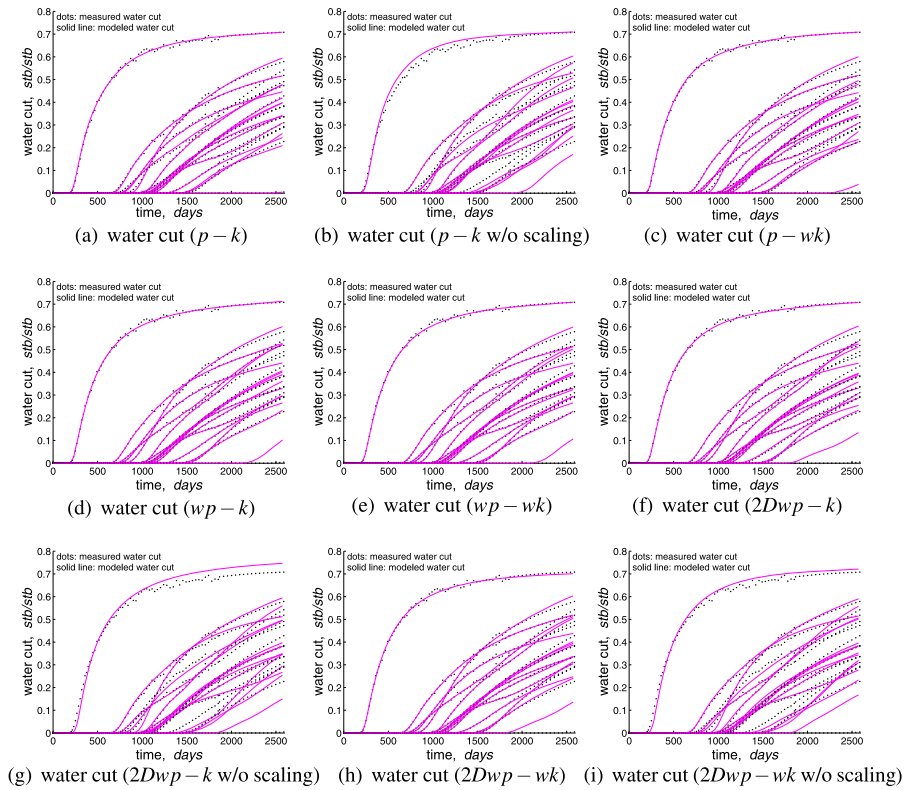 0.8
dots: measured water cut
solid line: modeled water cut
0.7
0.6
0.5
0.4
0.3
0.2
0.1
0
water cut, stb/stb
0 500 1000 1500 2000 2500
time, days
(a) water cut (p − k)
0.8
dots: measured water cut
solid line: modeled water cut
0.7
0.6
0.5
0.4
0.3
0.2
0.1
0
water cut, stb/stb
0 500 1000 1500 2000 2500
time, days
(b) water cut (p − k w/o scaling)
0.8
dots: measured water cut
solid line: modeled water cut
0.7
0.6
0.5
0.4
0.3
0.2
0.1
0
water cut, stb/stb
0 500 1000 1500 2000 2500
time, days
(c) water cut (p − wk)
0.8
dots: measured water cut
solid line: modeled water cut
0.7
0.6
0.5
0.4
0.3
0.2
0.1
0
water cut, stb/stb
0 500 1000 1500 2000 2500
time, days
(d) water cut (wp − k)
0.8
dots: measured water cut
solid line: modeled water cut
0.7
0.6
0.5
0.4
0.3
0.2
0.1
0
water cut, stb/stb
0 500 1000 1500 2000 2500
time, days
(e) water cut (wp − wk)
0.8
dots: measured water cut
solid line: modeled water cut
0.7
0.6
0.5
0.4
0.3
0.2
0.1
0
water cut, stb/stb
0 500 1000 1500 2000 2500
time, days
(f) water cut (2Dwp − k)
0.8
dots: measured water cut
solid line: modeled water cut
0.7
0.6
0.5
0.4
0.3
0.2
0.1
0
water cut, stb/stb
0 500 1000 1500 2000 2500
time, days
(g) water cut (2Dwp − k w/o scaling)
0.8
dots: measured water cut
solid line: modeled water cut
0.7
0.6
0.5
0.4
0.3
0.2
0.1
0
water cut, stb/stb
0 500 1000 1500 2000 2500
time, days
(h) water cut (2Dwp − wk)
0.8
dots: measured water cut
solid line: modeled water cut
0.7
0.6
0.5
0.4
0.3
0.2
0.1
0
water cut, stb/stb
0 500 1000 1500 2000 2500
time, days
(i) water cut (2Dwp − wk w/o scaling)